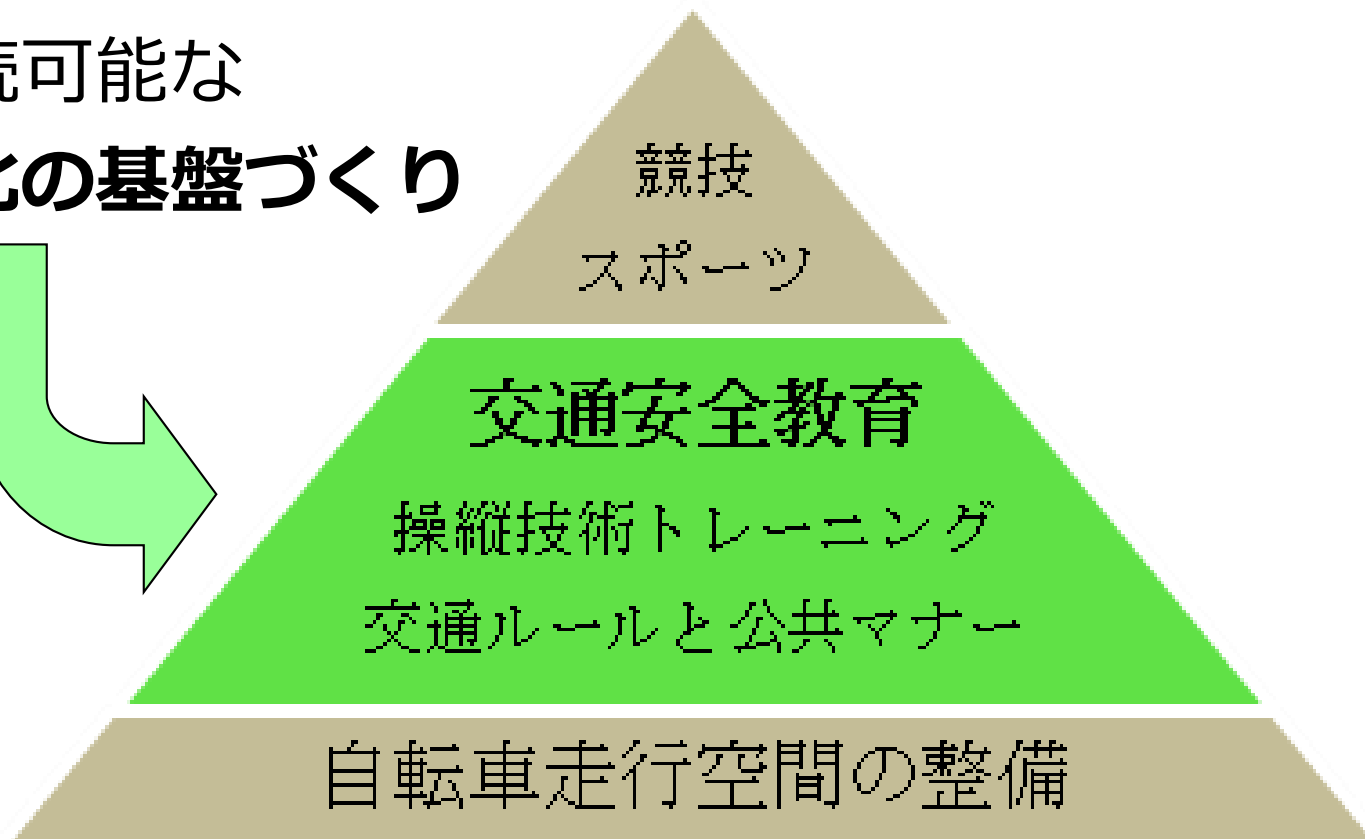 可能な
の基盤づくり
競技
スポーツ
交通安全教育
操縦技術トレーニング
交通ルールと公共マナー
自転車走行空間の整備